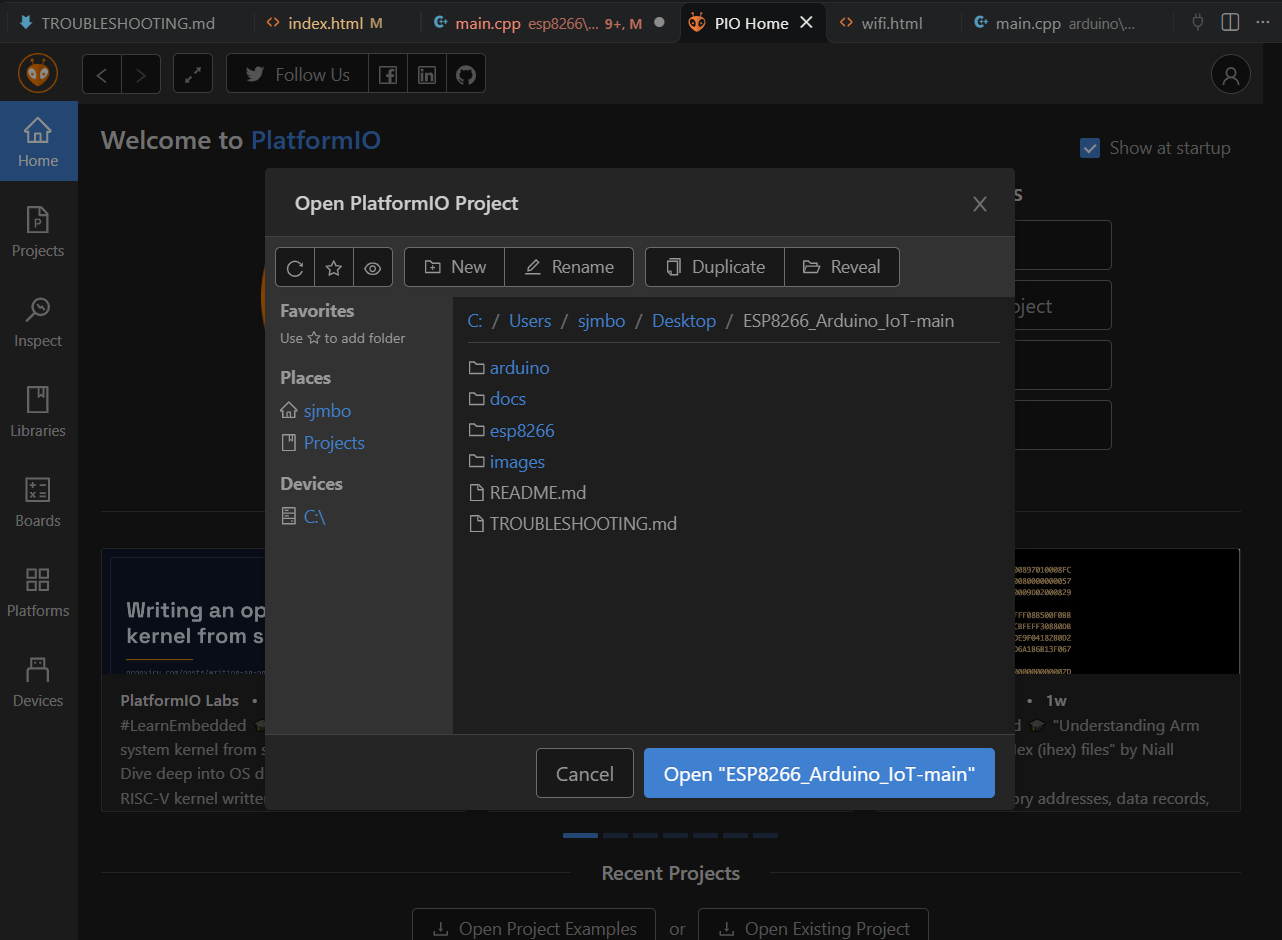 TROUBLESHOOTING.md
index.html M
main.cpp esp8266\... 9+, M
PIO Home
wifi.html
main.cpp arduino\...
Follow Us
Home
Welcome to PlatformIO
Show at startup
Projects
Inspect
Libraries
Boards
Platforms
Devices
Open PlatformIO Project
New
Rename
Duplicate
Reveal
Favorites
Use ☆ to add folder
Places
sjmbo
Projects
Devices
C:\
C: / Users / sjmbo / Desktop / ESP8266_Arduino_IoT-main
arduino
docs
esp8266
images
README.md
TROUBLESHOOTING.md
Cancel
Open "ESP8266_Arduino_IoT-main"
Writing an op
kernel from s
PlatformIO Labs •
#LearnEmbedded
system kernel from s
Dive deep into OS d
RISC-V kernel writte
• 1w
"Understanding Arm
(ihex) files" by Niall
ory addresses, data records,
Recent Projects
Open Project Examples or Open Existing Project